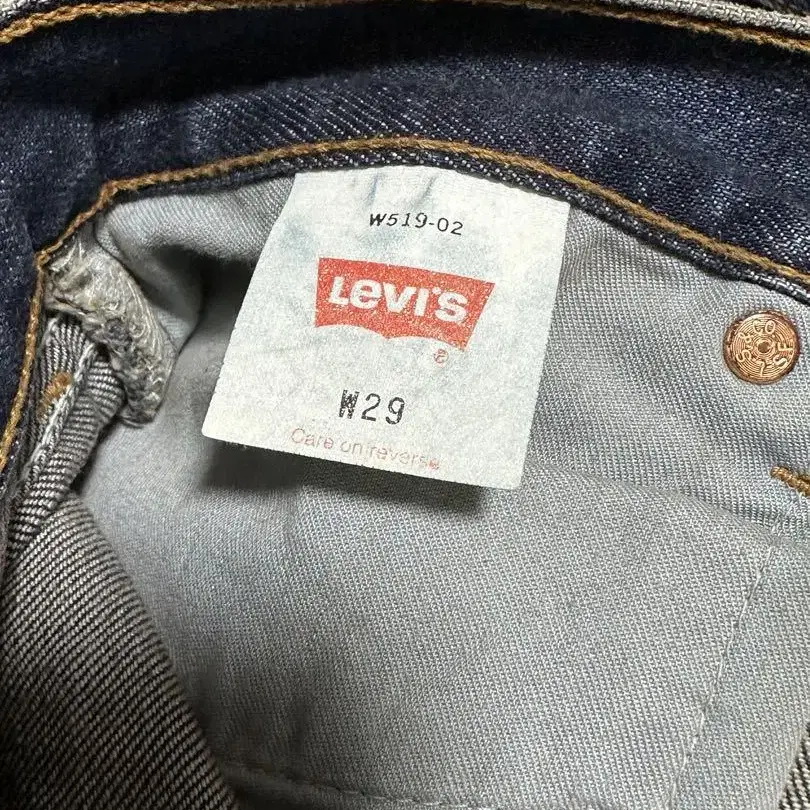 W519-02
LEVI'S
®
W29
Care on reverse